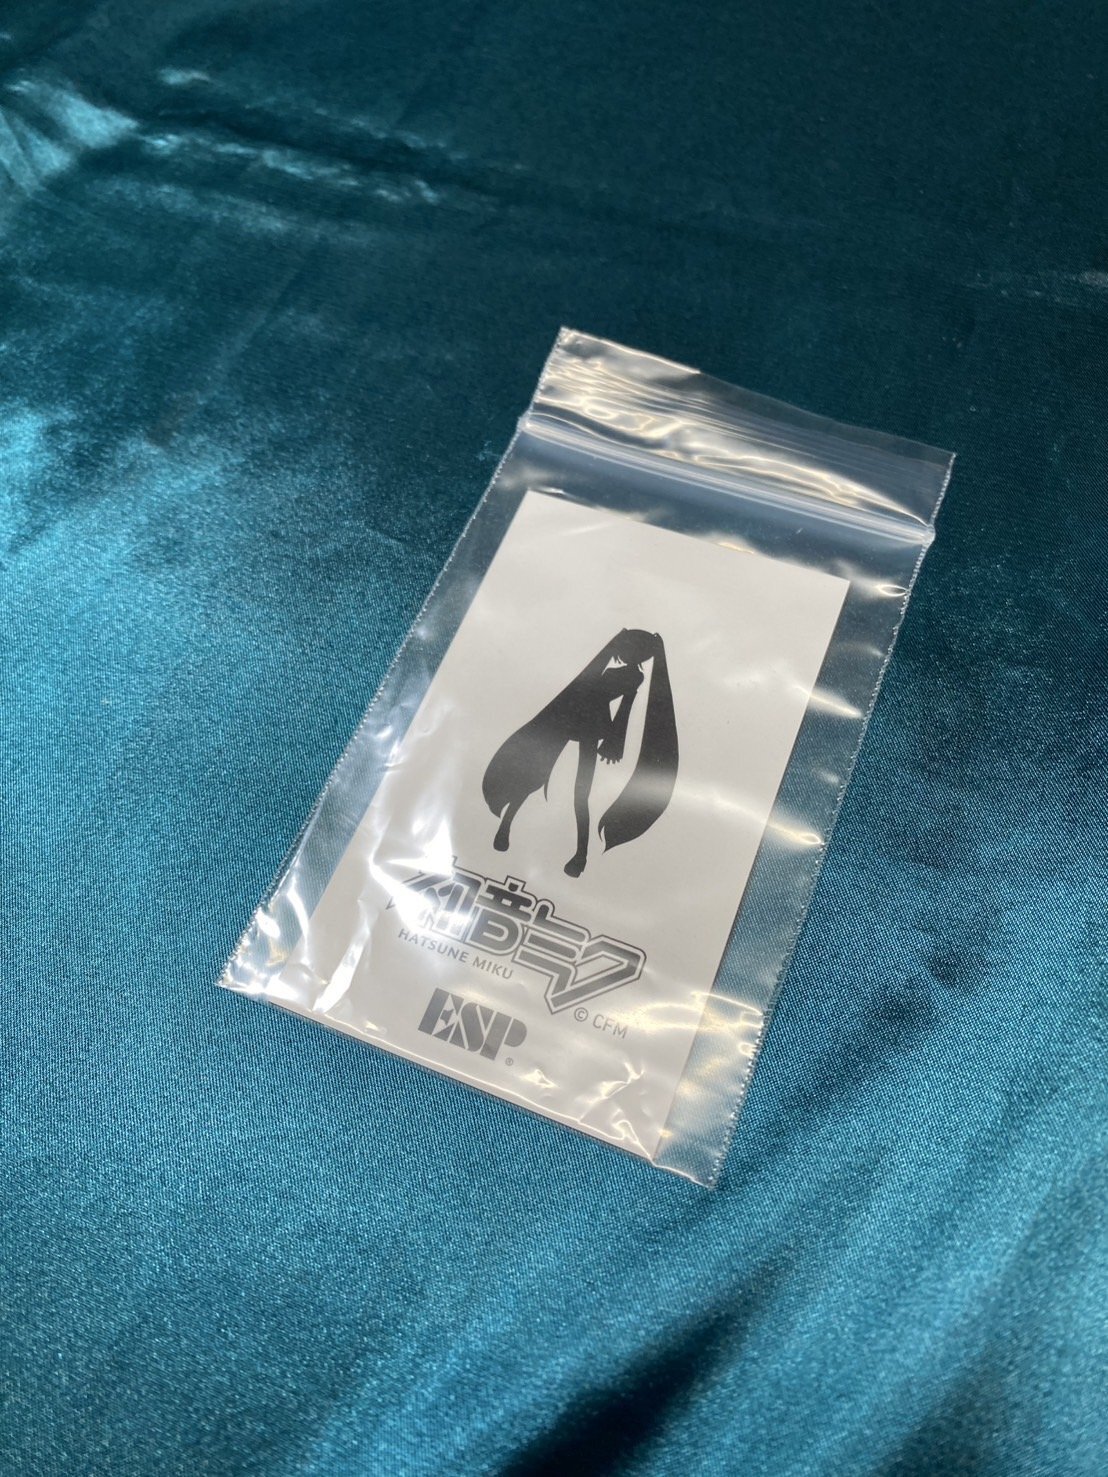 初音ミク
HATSUNE MIKU
© CFM
ESP®